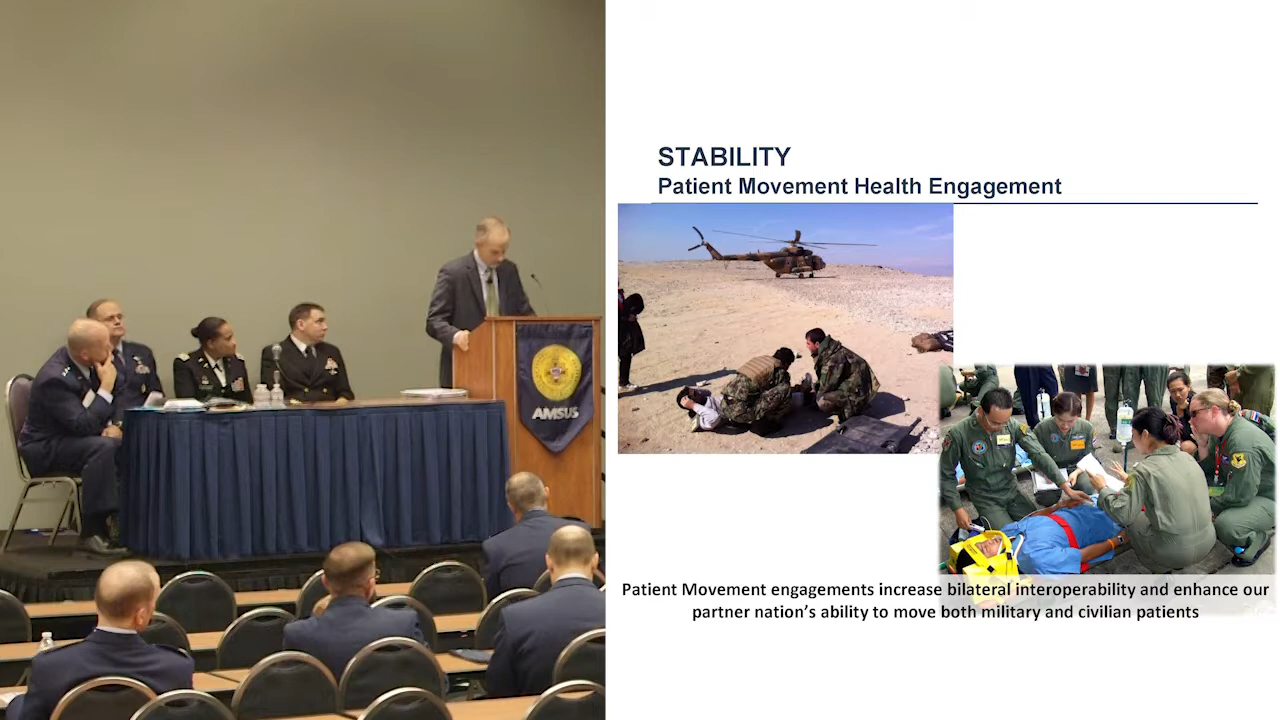 STABILITY
Patient Movement Health Engagement
AMSUS
Patient Movement engagements increase bilateral interoperability and enhance our
partner nation's ability to move both military and civilian patients